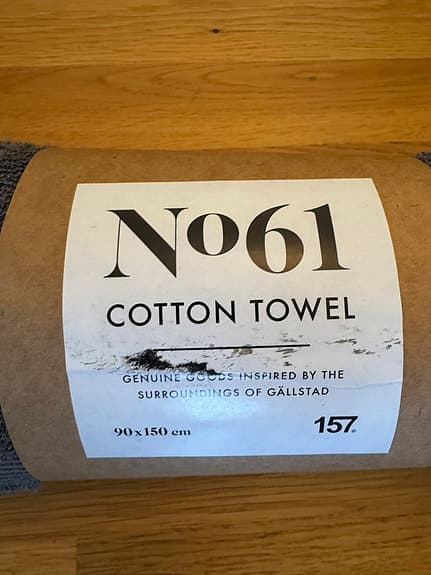 No61
COTTON TOWEL
GENUINE GOODS INSPIRED BY THE
SURROUNDINGS OF GÄLLSTAD
90x150 cm
157.